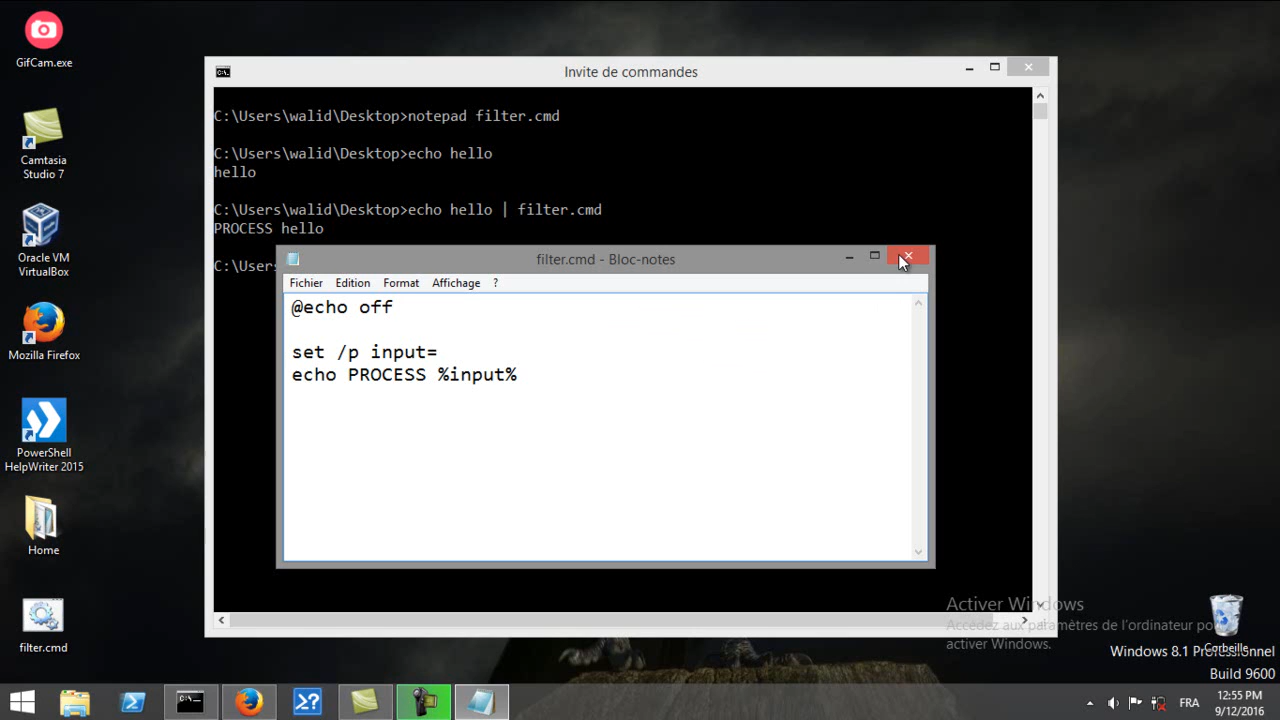 GifCam.exe
Camtasia
Studio 7
Oracle VM
VirtualBox
Mozilla Firefox
PowerShell
HelpWriter 2015
Home
filter.cmd
Invite de commandes
C:\Users\walid\Desktop>notepad filter.cmd
C:\Users\walid\Desktop>echo hello
hello
C:\Users\walid\Desktop>echo hello | filter.cmd
PROCESS hello
C:\Users
filter.cmd - Bloc-notes
Fichier Edition Format Affichage ?
@echo off
set /p input=
echo PROCESS %input%
Activer Windows
Accédez aux paramètres de l'ordinateur pour
activer Windows.
Corbeille
Windows 8.1 Professionnel
Build 9600
FRA
12:55 PM
9/12/2016